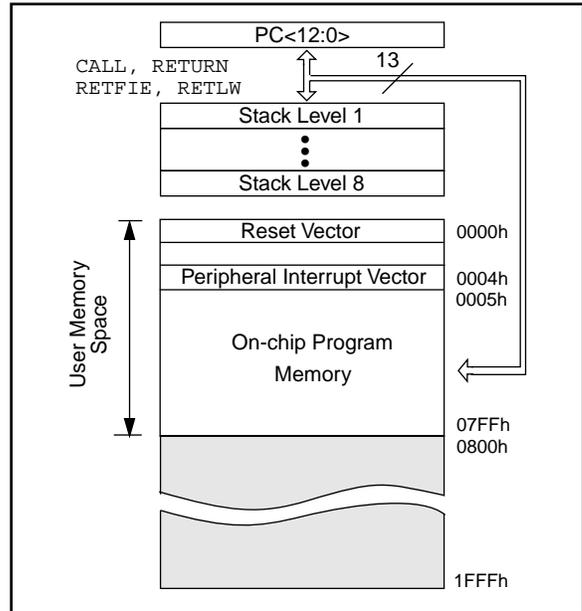 PC<12:0>
CALL, RETURN
RETFIE, RETLW
13
Stack Level 1
Stack Level 8
User Memory
Space
Reset Vector
0000h
Peripheral Interrupt Vector
0004h
0005h
On-chip Program
Memory
07FFh
0800h
1FFFh